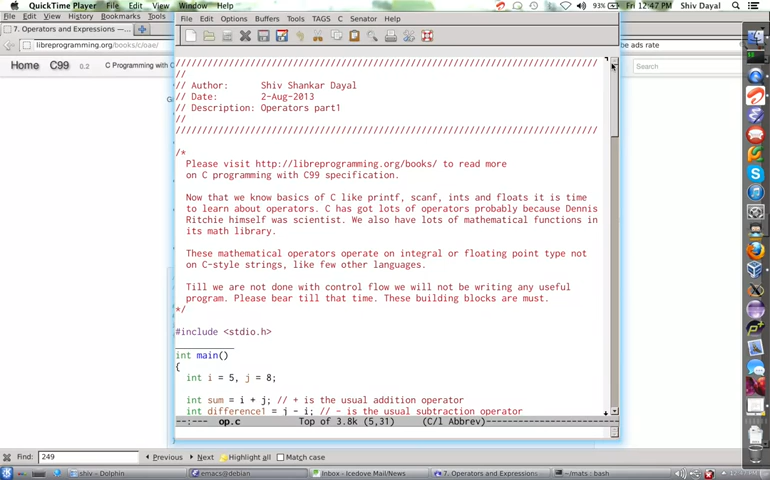 QuickTime Player File Edit View Window Help 93% Fri 12:47 PM Shiv Dayal
File Edit View History Bookmarks
File Edit Options Buffers Tools TAGS C Senator Help
7. Operators and Expressions —...
libreprogramming.org/books/c/oae/
be ads rate
Home C99 0.2 C Programming with C
Search
////////////////////////////////////////////////////////////////////////////////
//
// Author: Shiv Shankar Dayal
// Date: 2-Aug-2013
// Description: Operators part1
//
////////////////////////////////////////////////////////////////////////////////
/*
Please visit http://libreprogramming.org/books/ to read more
on C programming with C99 specification.
Now that we know basics of C like printf, scanf, ints and floats it is time
to learn about operators. C has got lots of operators probably because Dennis
Ritchie himself was scientist. We also have lots of mathematical functions in
its math library.
These mathematical operators operate on integral or floating point type not
on C-style strings, like few other languages.
Till we are not done with control flow we will not be writing any useful
program. Please bear till that time. These building blocks are must.
*/
#include <stdio.h>
int main()
{
int i = 5, j = 8;
int sum = i + j; // + is the usual addition operator
int difference1 = j - i; // - is the usual subtraction operator
--:--- op.c Top of 3.8k (5,31) (C/l Abbrev)
Find: 249 Previous Next Highlight all Match case
shiv - Dolphin emacs@debian Inbox - Icedove Mail/News 7. Operators and Expressions ~/mats : bash